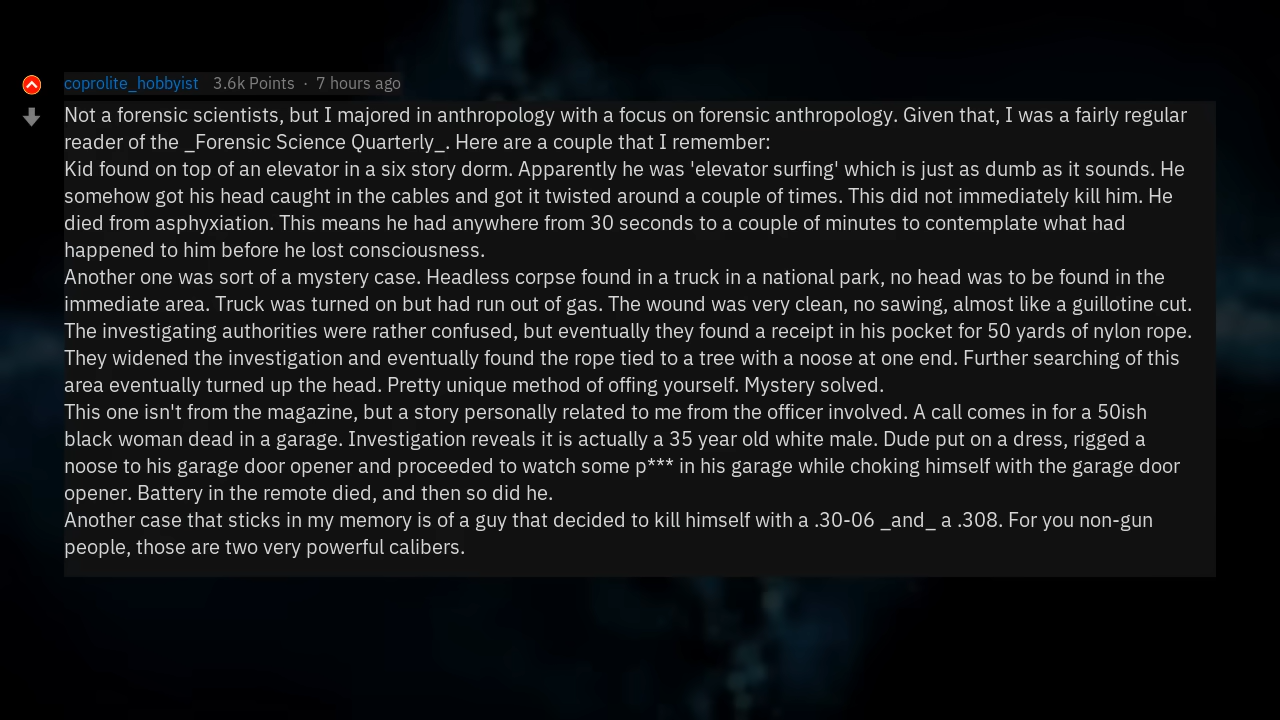 coprolite_hobbyist 3.6k Points · 7 hours ago
Not a forensic scientists, but I majored in anthropology with a focus on forensic anthropology. Given that, I was a fairly regular
reader of the _Forensic Science Quarterly_. Here are a couple that I remember:
Kid found on top of an elevator in a six story dorm. Apparently he was 'elevator surfing' which is just as dumb as it sounds. He
somehow got his head caught in the cables and got it twisted around a couple of times. This did not immediately kill him. He
died from asphyxiation. This means he had anywhere from 30 seconds to a couple of minutes to contemplate what had
happened to him before he lost consciousness.
Another one was sort of a mystery case. Headless corpse found in a truck in a national park, no head was to be found in the
immediate area. Truck was turned on but had run out of gas. The wound was very clean, no sawing, almost like a guillotine cut.
The investigating authorities were rather confused, but eventually they found a receipt in his pocket for 50 yards of nylon rope.
They widened the investigation and eventually found the rope tied to a tree with a noose at one end. Further searching of this
area eventually turned up the head. Pretty unique method of offing yourself. Mystery solved.
This one isn't from the magazine, but a story personally related to me from the officer involved. A call comes in for a 50ish
black woman dead in a garage. Investigation reveals it is actually a 35 year old white male. Dude put on a dress, rigged a
noose to his garage door opener and proceeded to watch some p*** in his garage while choking himself with the garage door
opener. Battery in the remote died, and then so did he.
Another case that sticks in my memory is of a guy that decided to kill himself with a .30-06 _and_ a .308. For you non-gun
people, those are two very powerful calibers.